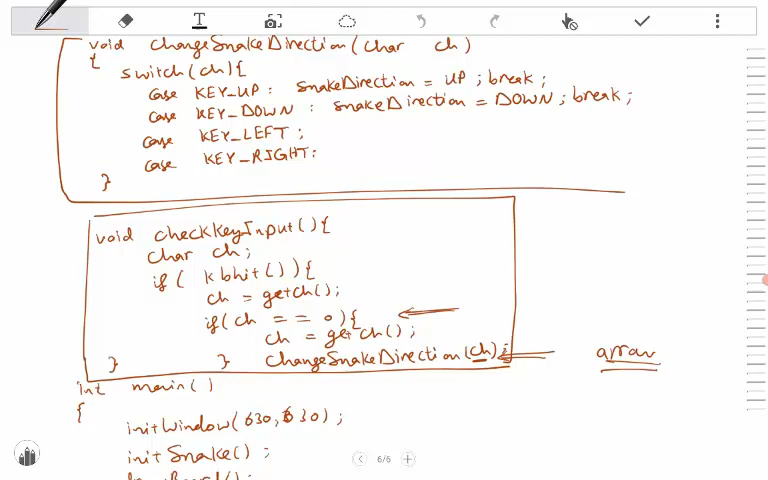 void changeSnakeDirection(char ch)
{
switch(ch){
case KEY_UP: snakeDirection = UP; break;
case KEY_DOWN: snakeDirection = DOWN; break;
case KEY_LEFT;
case KEY_RIGHT:
}
void checkKeyInput(){
char ch;
if( kbhit()){
ch = getch();
if(ch == 0){
ch = getch();
} } changeSnakeDirection(ch);
array
int main()
{
initWindow(630, 630);
initSnake();
6/6